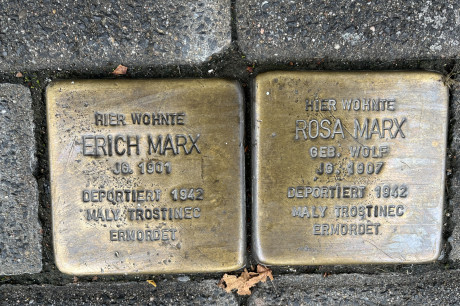 HIER WOHNTE
ERICH MARX
JG. 1901
DEPORTIERT 1942
MALY TROSTINEC
ERMORDET
HIER WOHNTE
ROSA MARX
GEB. WOLF
JG. 1907
DEPORTIERT 1942
MALY TROSTINEC
ERMORDET